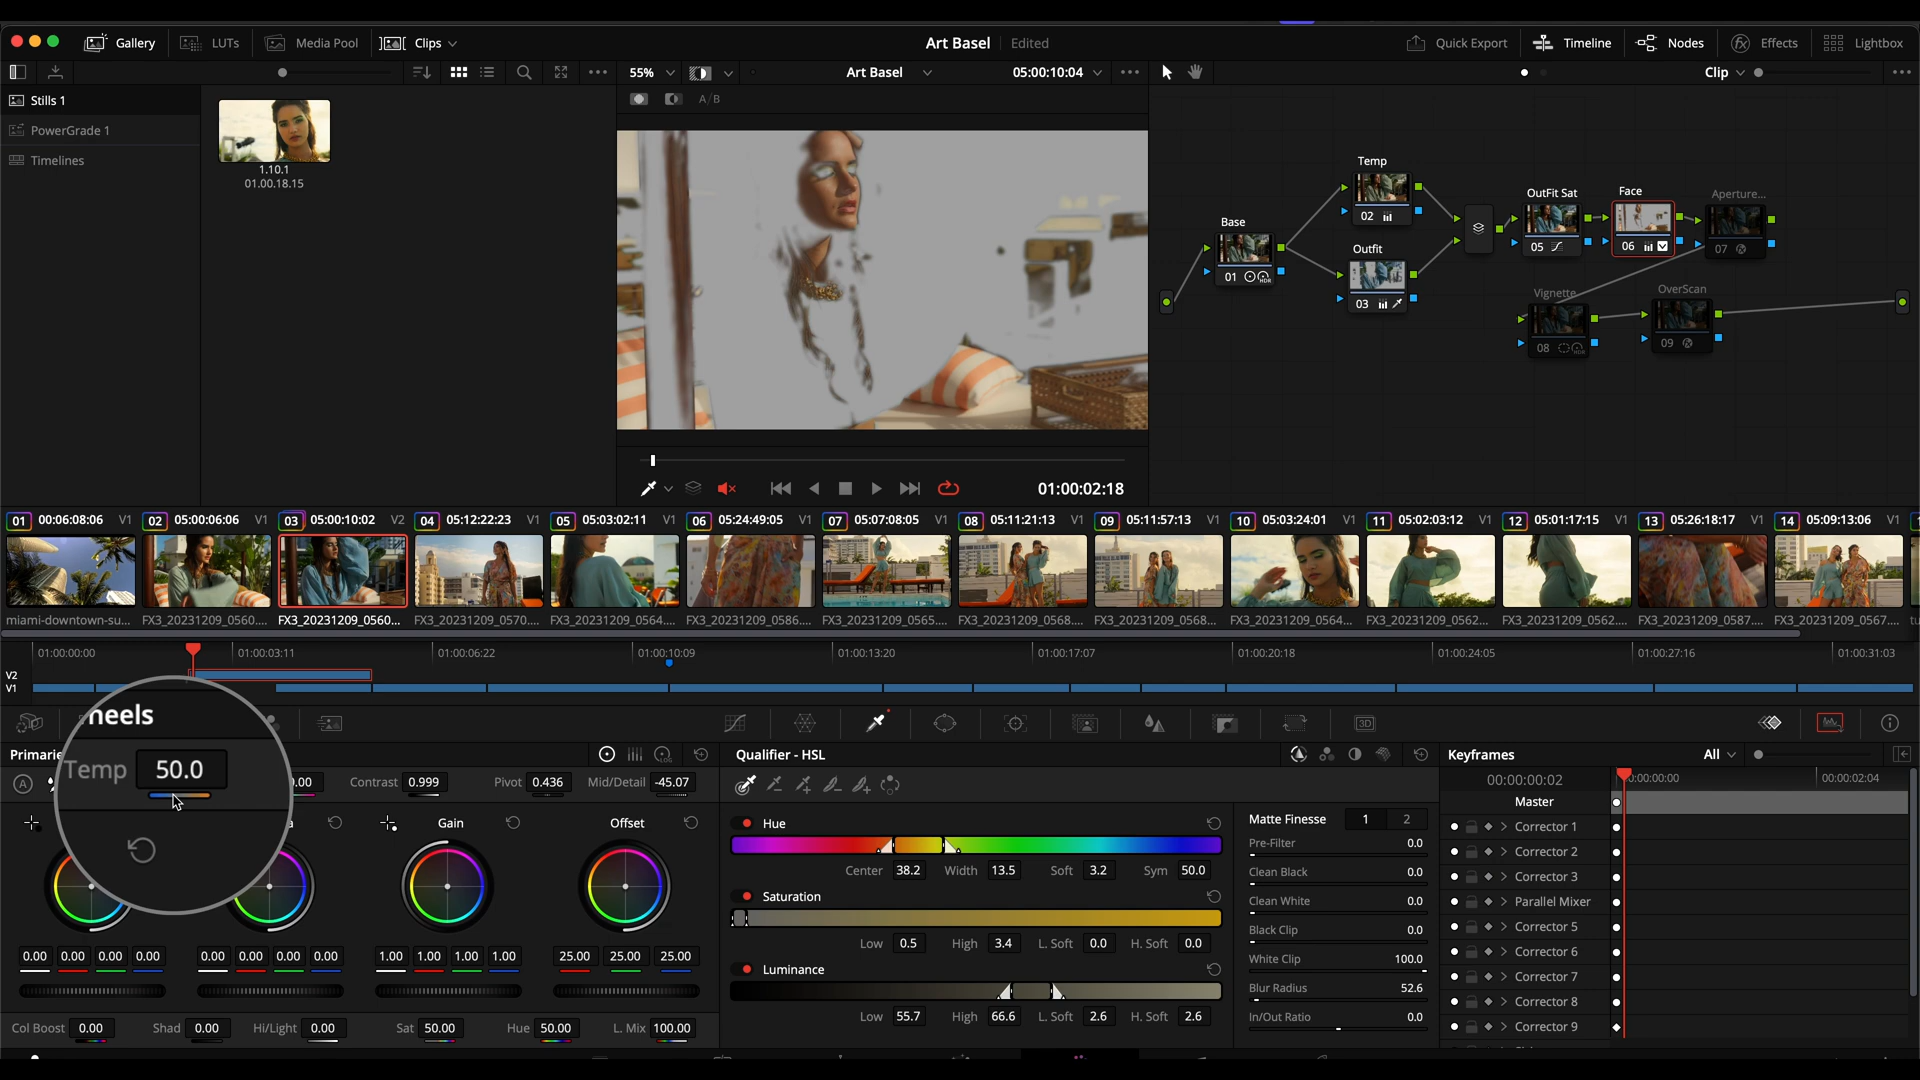 Gallery LUTs Media Pool Clips Art Basel Edited Quick Export Timeline Nodes Effects Lightbox
55% Art Basel 05:00:10:04 Clip
A/B
Stills 1
PowerGrade 1
Timelines
1.10.1
01.00.18.15
Temp
02
Base
01 HDR
Outfit
03
OutFit Sat
05
Face
06
Aperture...
07
Vignette
08 HDR
OverScan
09
01:00:02:18
01 00:06:08:06 V1 02 05:00:06:06 V1 03 05:00:10:02 V2 04 05:12:22:23 V1 05 05:03:02:11 V1 06 05:24:49:05 V1 07 05:07:08:05 V1 08 05:11:21:13 V1 09 05:11:57:13 V1 10 05:03:24:01 V1 11 05:02:03:12 V1 12 05:01:17:15 V1 13 05:26:18:17 V1 14 05:09:13:06 V1
miami-downtown-su... FX3_20231209_0560.... FX3_20231209_0560... FX3_20231209_0570.... FX3_20231209_0564.... FX3_20231209_0586.... FX3_20231209_0565.... FX3_20231209_0568.... FX3_20231209_0568.... FX3_20231209_0564.... FX3_20231209_0562.... FX3_20231209_0562.... FX3_20231209_0587.... FX3_20231209_0567....
01:00:00:00 01:00:03:11 01:00:06:22 01:00:10:09 01:00:13:20 01:00:17:07 01:00:20:18 01:00:24:05 01:00:27:16 01:00:31:03
V2
V1
3D
Primarie heels
Temp 50.0 0.00 Contrast 0.999 Pivot 0.436 Mid/Detail -45.07
a Gain Offset
0.00 0.00 0.00 0.00 0.00 0.00 0.00 0.00 1.00 1.00 1.00 1.00 25.00 25.00 25.00
Col Boost 0.00 Shad 0.00 Hi/Light 0.00 Sat 50.00 Hue 50.00 L. Mix 100.00
Qualifier - HSL
Hue
Center 38.2 Width 13.5 Soft 3.2 Sym 50.0
Saturation
Low 0.5 High 3.4 L. Soft 0.0 H. Soft 0.0
Luminance
Low 55.7 High 66.6 L. Soft 2.6 H. Soft 2.6
Matte Finesse 1 2
Pre-Filter 0.0
Clean Black 0.0
Clean White 0.0
Black Clip 0.0
White Clip 100.0
Blur Radius 52.6
In/Out Ratio 0.0
Keyframes All
00:00:00:02 0:00:00:00 00:00:02:04
Master
Corrector 1
Corrector 2
Corrector 3
Parallel Mixer
Corrector 5
Corrector 6
Corrector 7
Corrector 8
Corrector 9